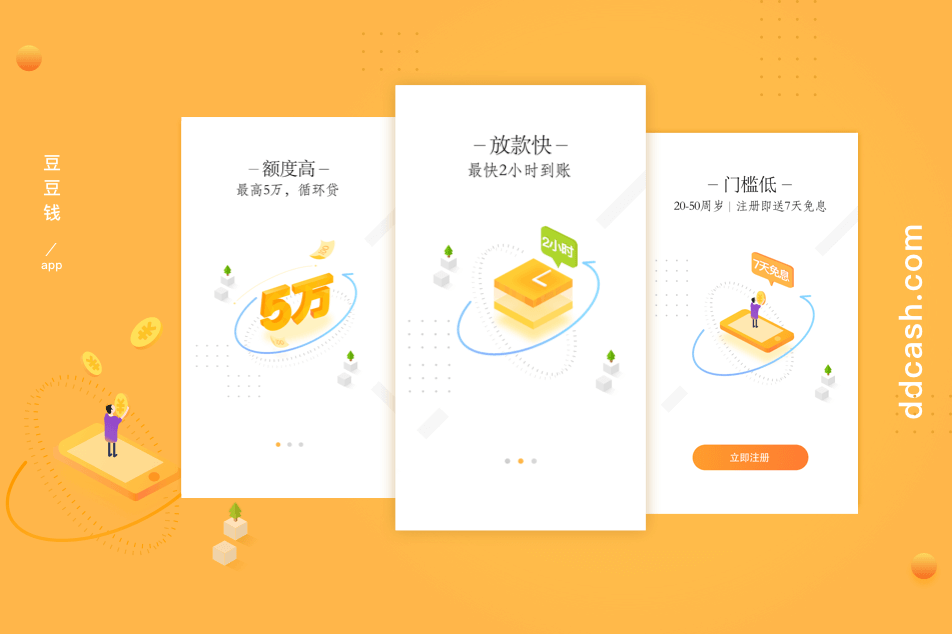 豆豆钱
/
app
额度高
最高5万，循环贷
5万
放款快
最快2小时到账
2小时
门槛低
20-50周岁 | 注册即送7天免息
7天免息
立即注册
ddcash.com